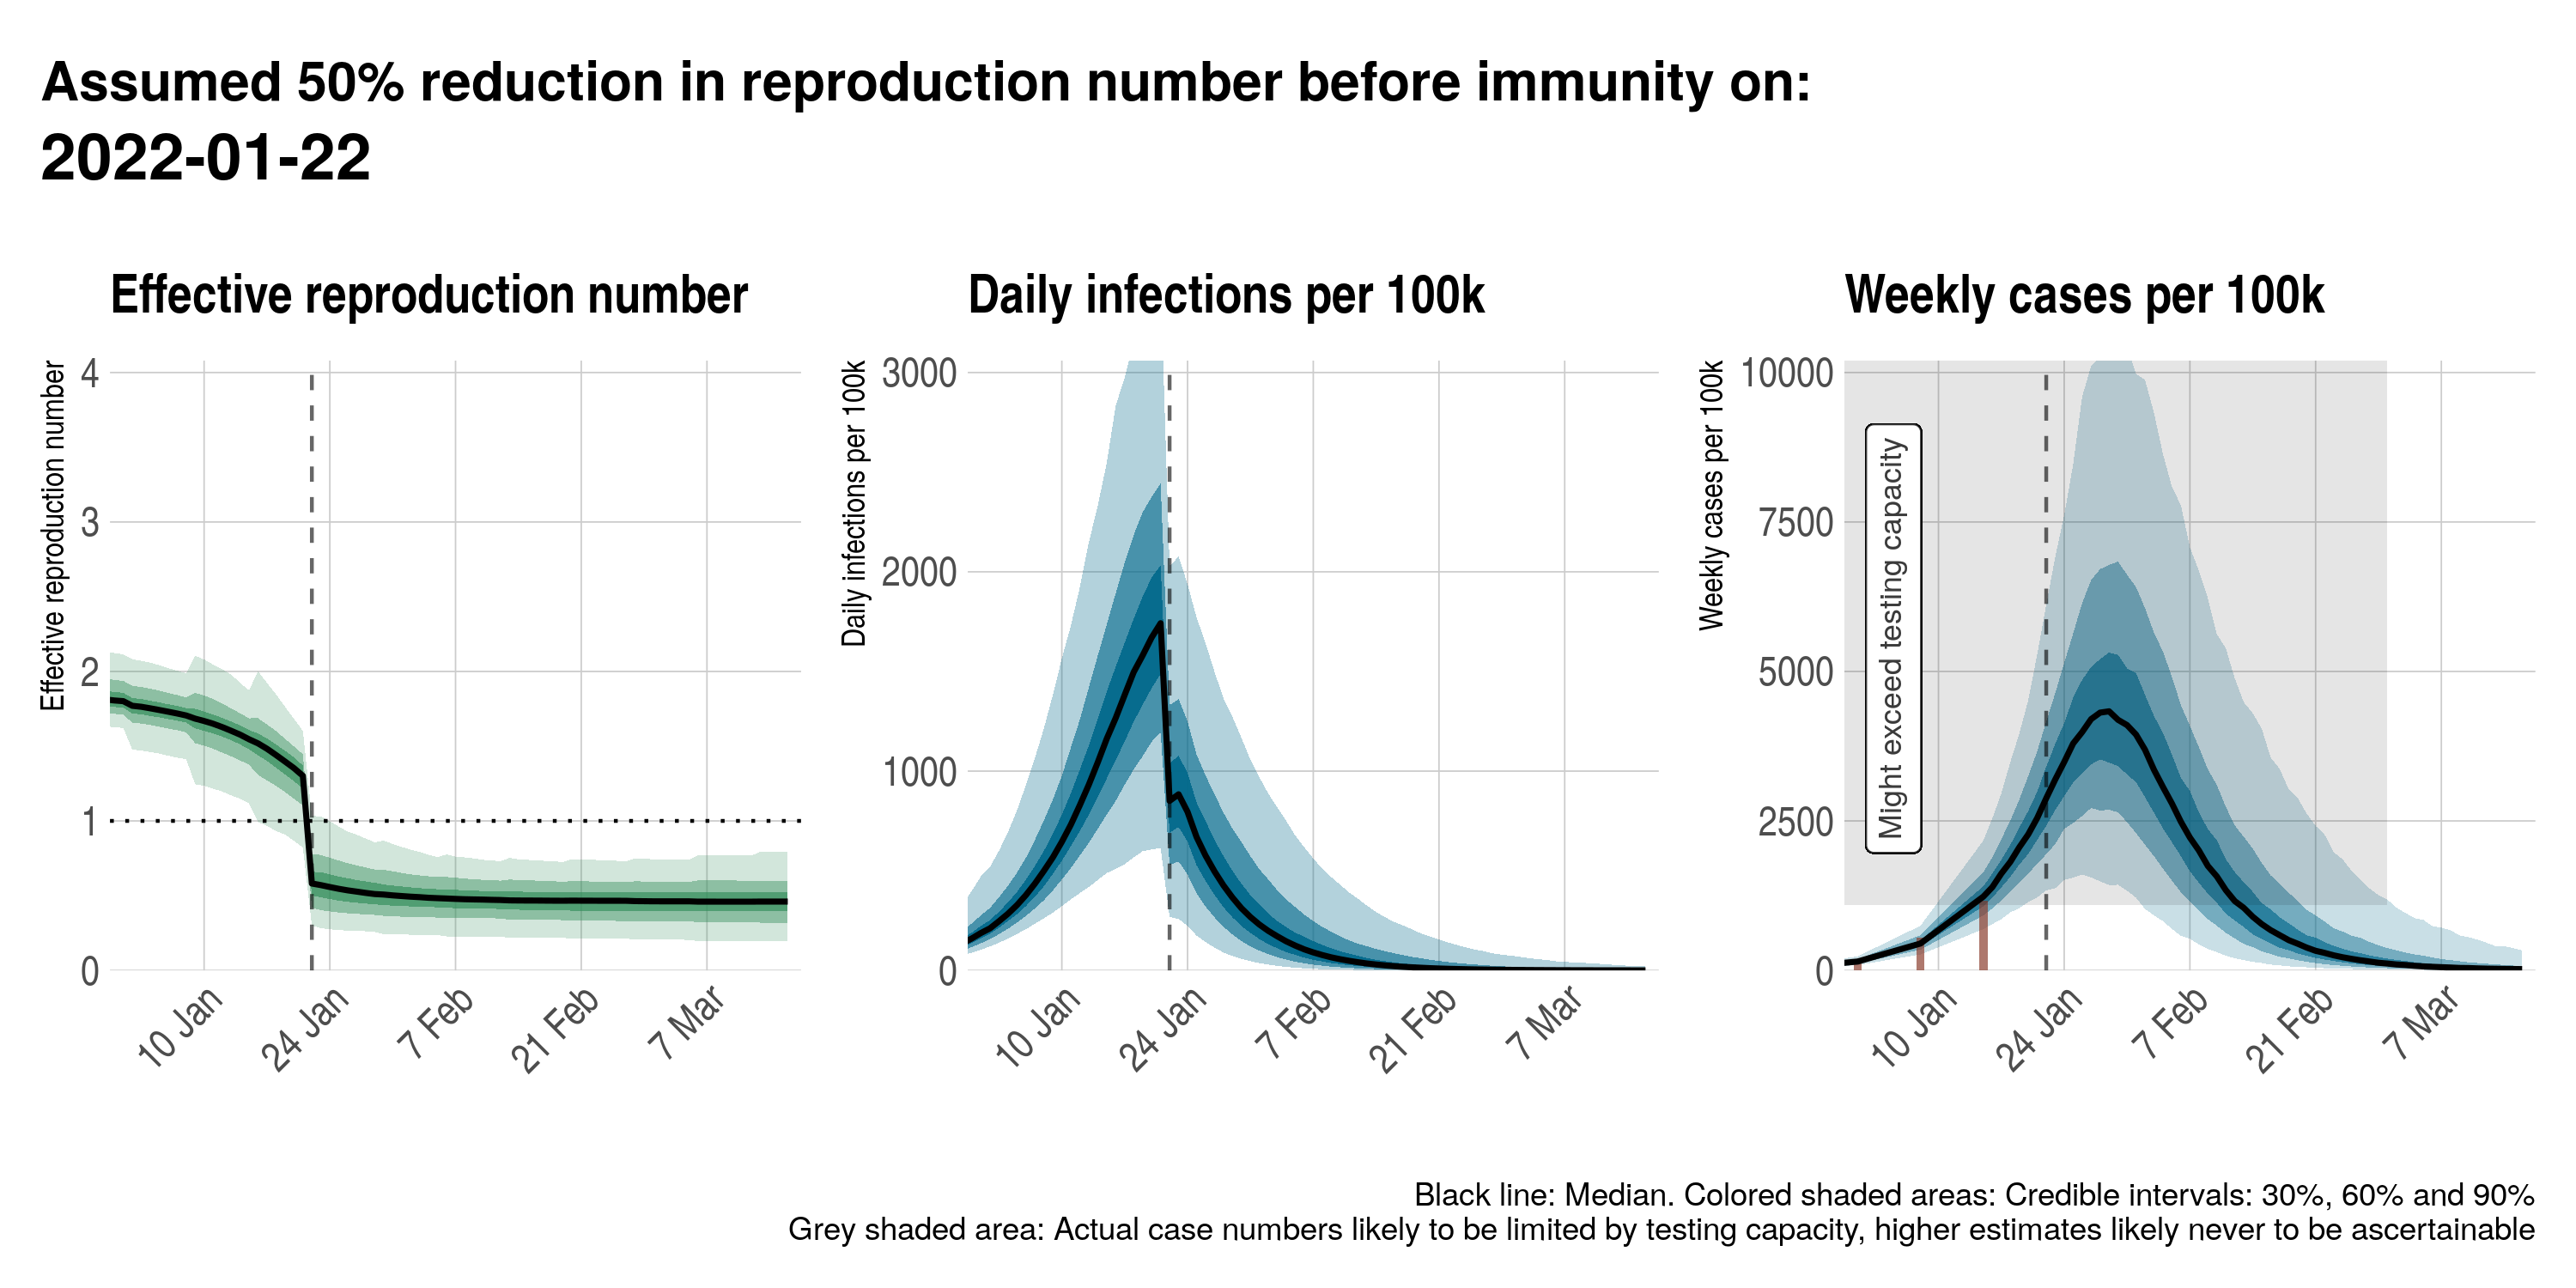 Assumed 50% reduction in reproduction number before immunity on:
2022-01-22
Effective reproduction number
Effective reproduction number
4
3
2
1
0
10 Jan
24 Jan
7 Feb
21 Feb
7 Mar
Daily infections per 100k
Daily infections per 100k
3000
2000
1000
0
10 Jan
24 Jan
7 Feb
21 Feb
7 Mar
Weekly cases per 100k
Weekly cases per 100k
10000
7500
5000
2500
0
Might exceed testing capacity
10 Jan
24 Jan
7 Feb
21 Feb
7 Mar
Black line: Median. Colored shaded areas: Credible intervals: 30%, 60% and 90%
Grey shaded area: Actual case numbers likely to be limited by testing capacity, higher estimates likely never to be ascertainable